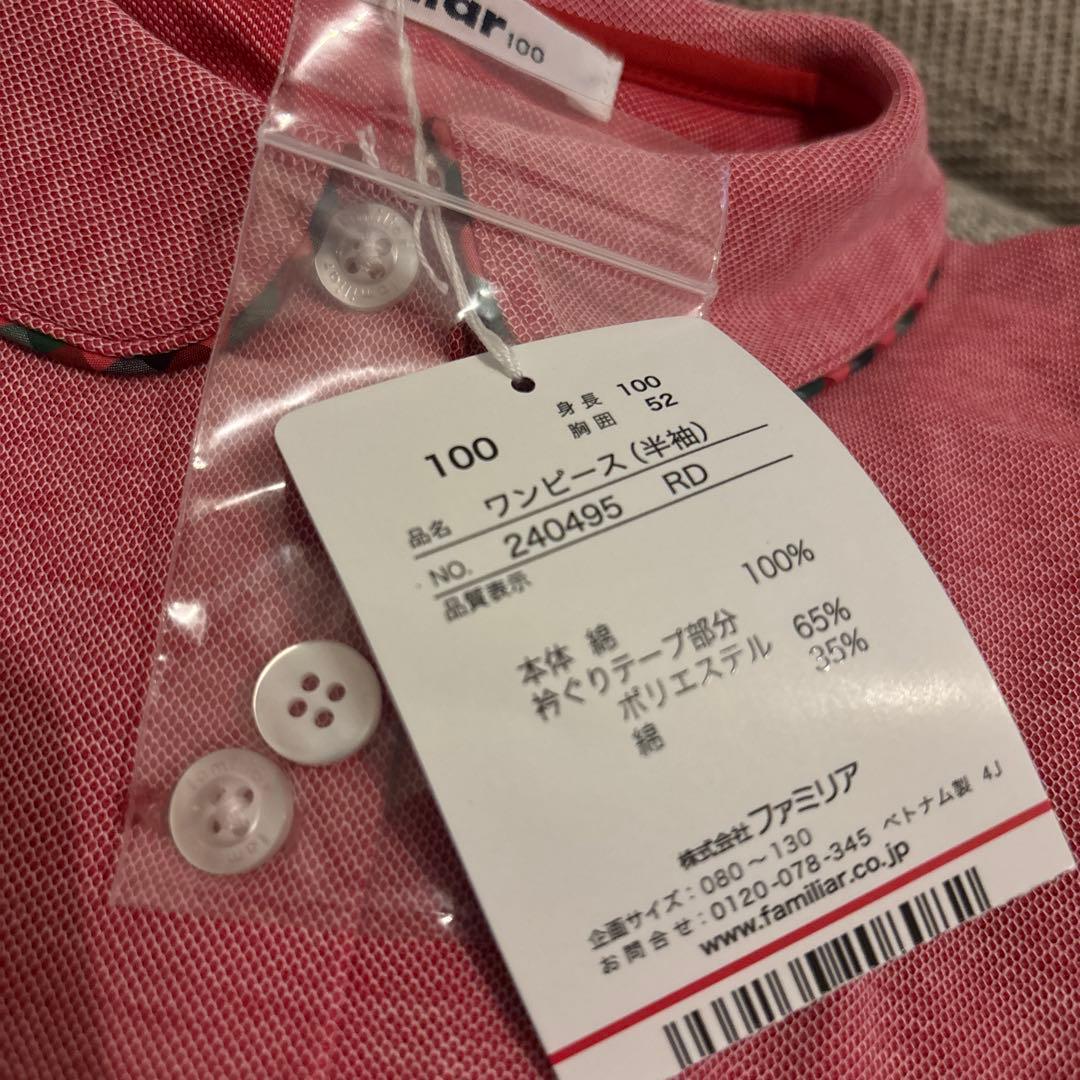 liar 100
100
身長 100
胸囲 52
品名 ワンピース(半袖)
NO. 240495 RD
品質表示
本体 綿 100%
衿ぐりテープ部分
ポリエステル 65%
綿 35%
株式会社ファミリア
企画サイズ:080〜130
お問合せ:0120-078-345 ベトナム製 4J
www.familiar.co.jp